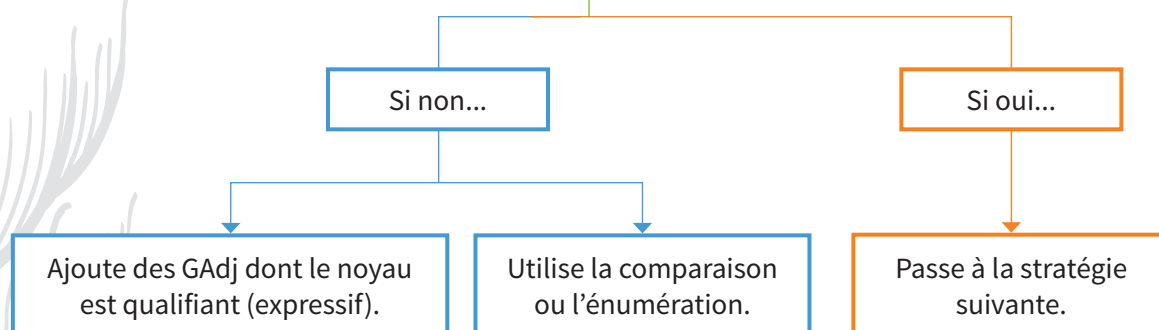 Si non...
Si oui...
Ajoute des GAdj dont le noyau
est qualifiant (expressif).
Utilise la comparaison
ou l’énumération.
Passe à la stratégie
suivante.